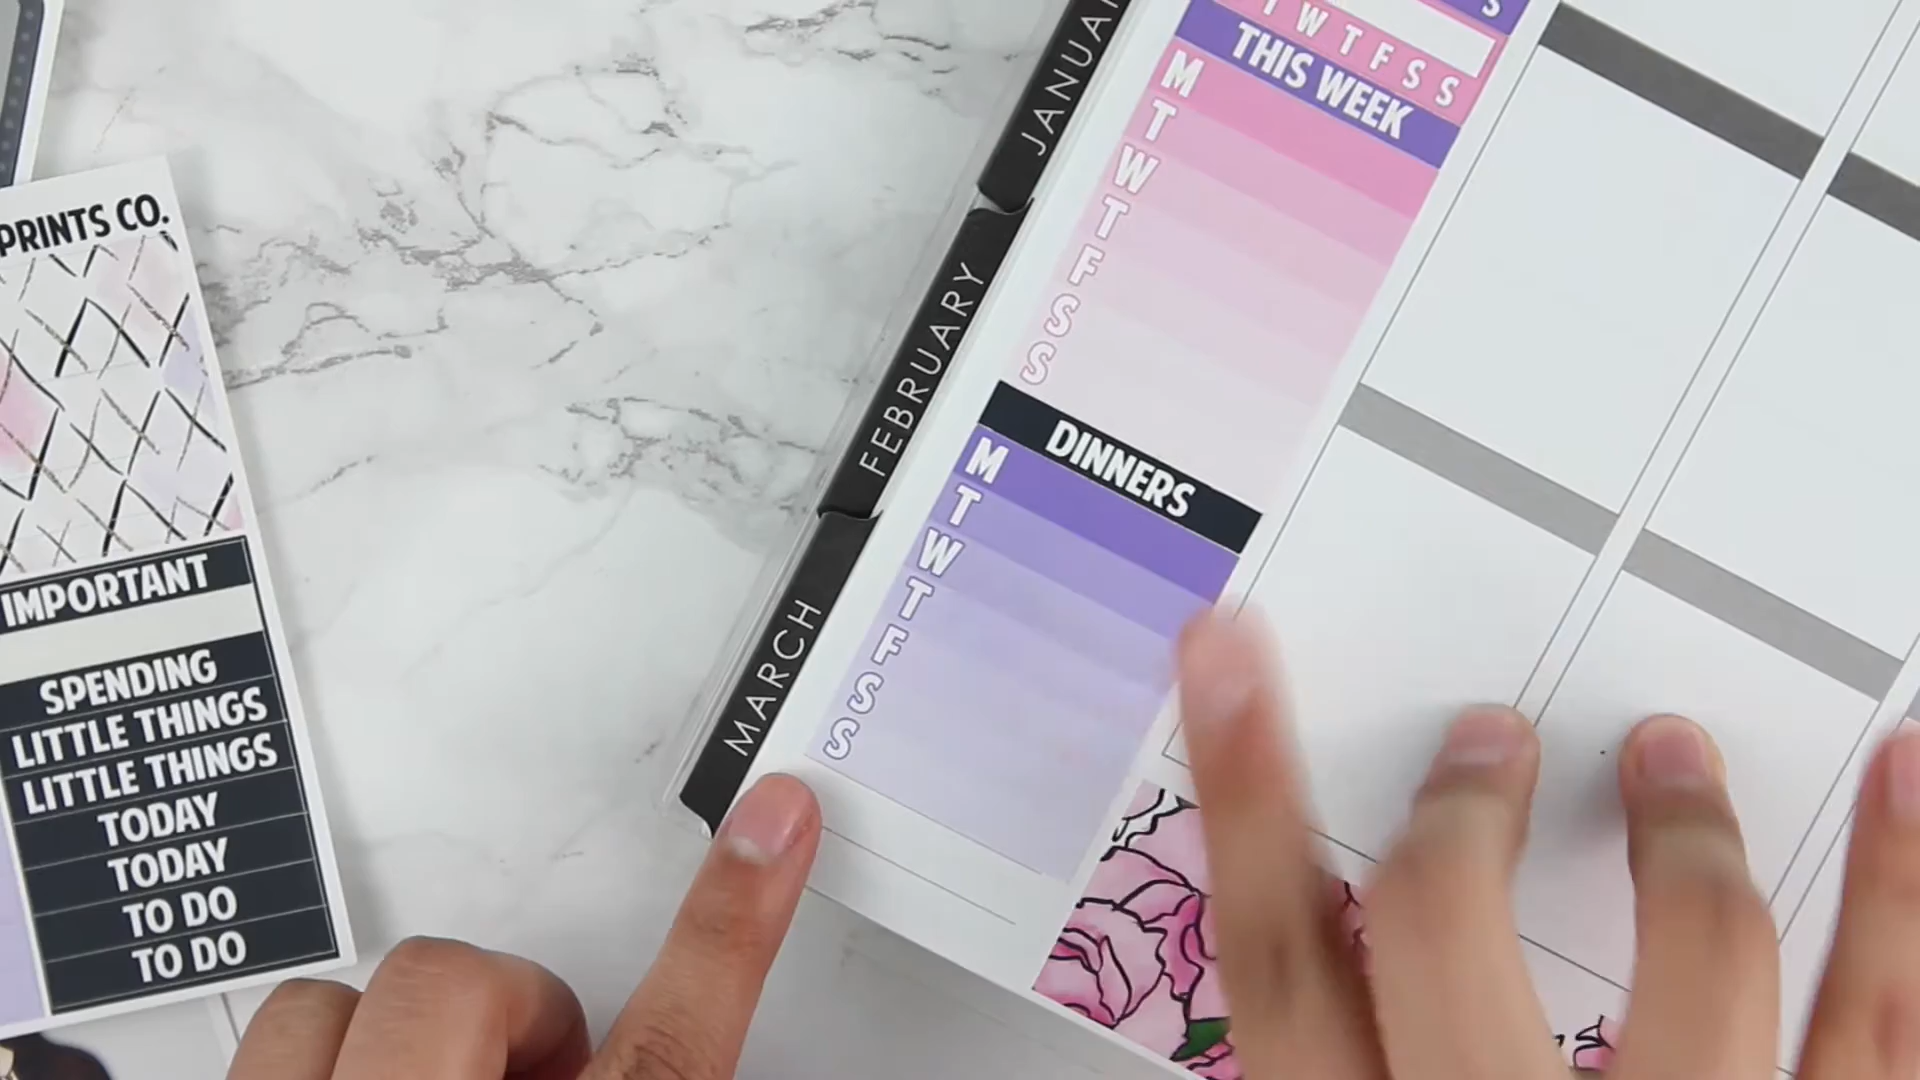 PRINTS CO.
IMPORTANT
SPENDING
LITTLE THINGS
LITTLE THINGS
TODAY
TODAY
TO DO
TO DO
FEBRUARY
MARCH
T W T F S S
THIS WEEK
M
T
W
T
F
S
S
DINNERS
M
T
W
T
F
S
S